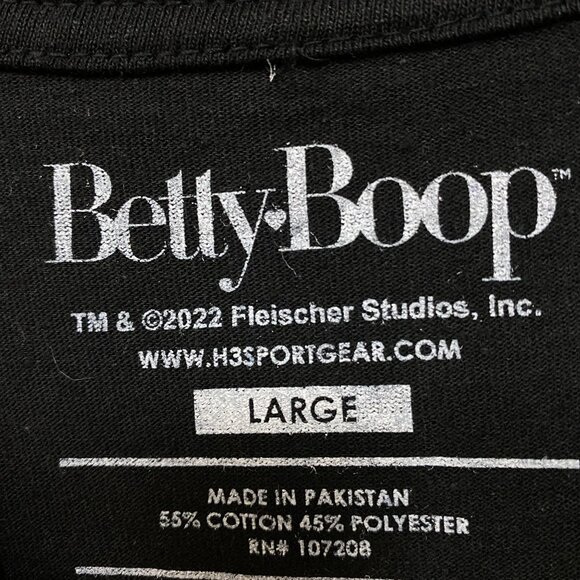 Betty♥Boop™
TM & ©2022 Fleischer Studios, Inc.
WWW.H3SPORTGEAR.COM
LARGE
MADE IN PAKISTAN
55% COTTON 45% POLYESTER
RN# 107208